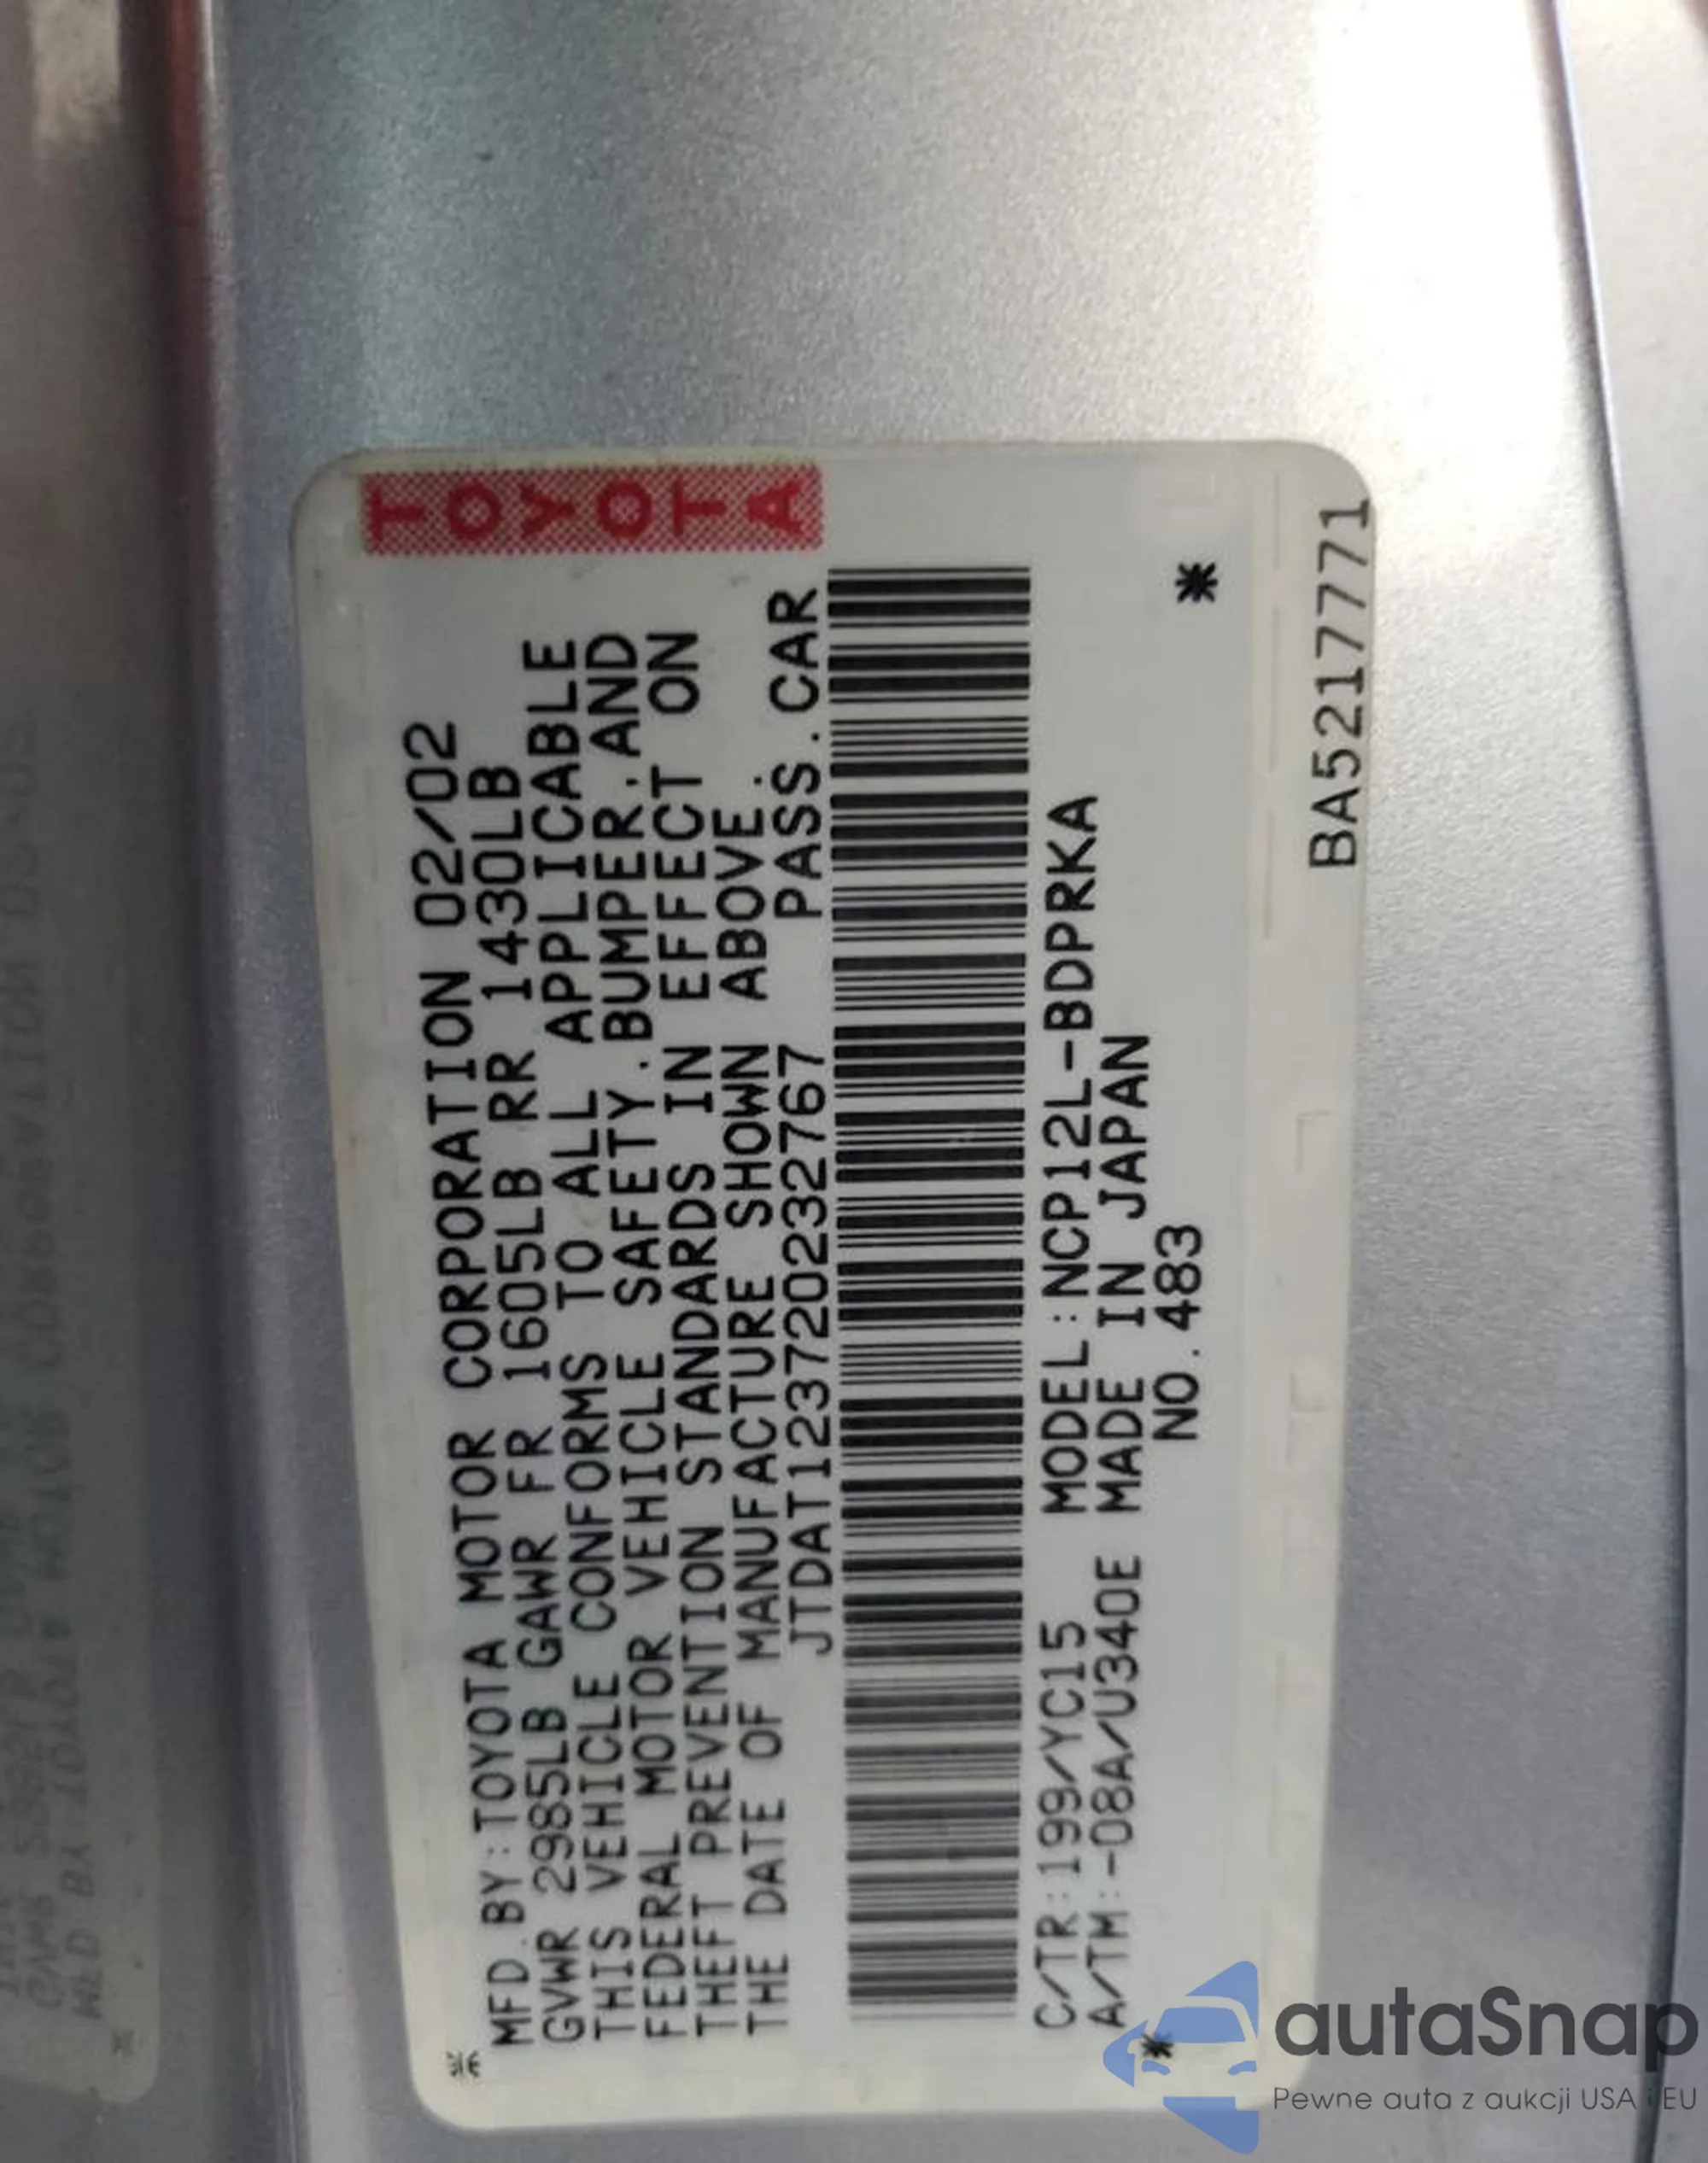 TOYOTA
MFD.BY:TOYOTA MOTOR CORPORATION 02/02
GVWR 2985LB GAWR FR 1605LB RR 1430LB
THIS VEHICLE CONFORMS TO ALL APPLICABLE
FEDERAL MOTOR VEHICLE SAFETY.BUMPER.AND
THEFT PREVENTION STANDARDS IN EFFECT ON
THE DATE OF MANUFACTURE SHOWN ABOVE.
JTDAT123720232767 PASS.CAR
C/TR:199/YC15 MODEL:NCP12L-BDPRKA
A/TM:-08A/U340E MADE IN JAPAN
NO.483
BA5217771
autaSnap
Pewne auta z aukcji USA i EU